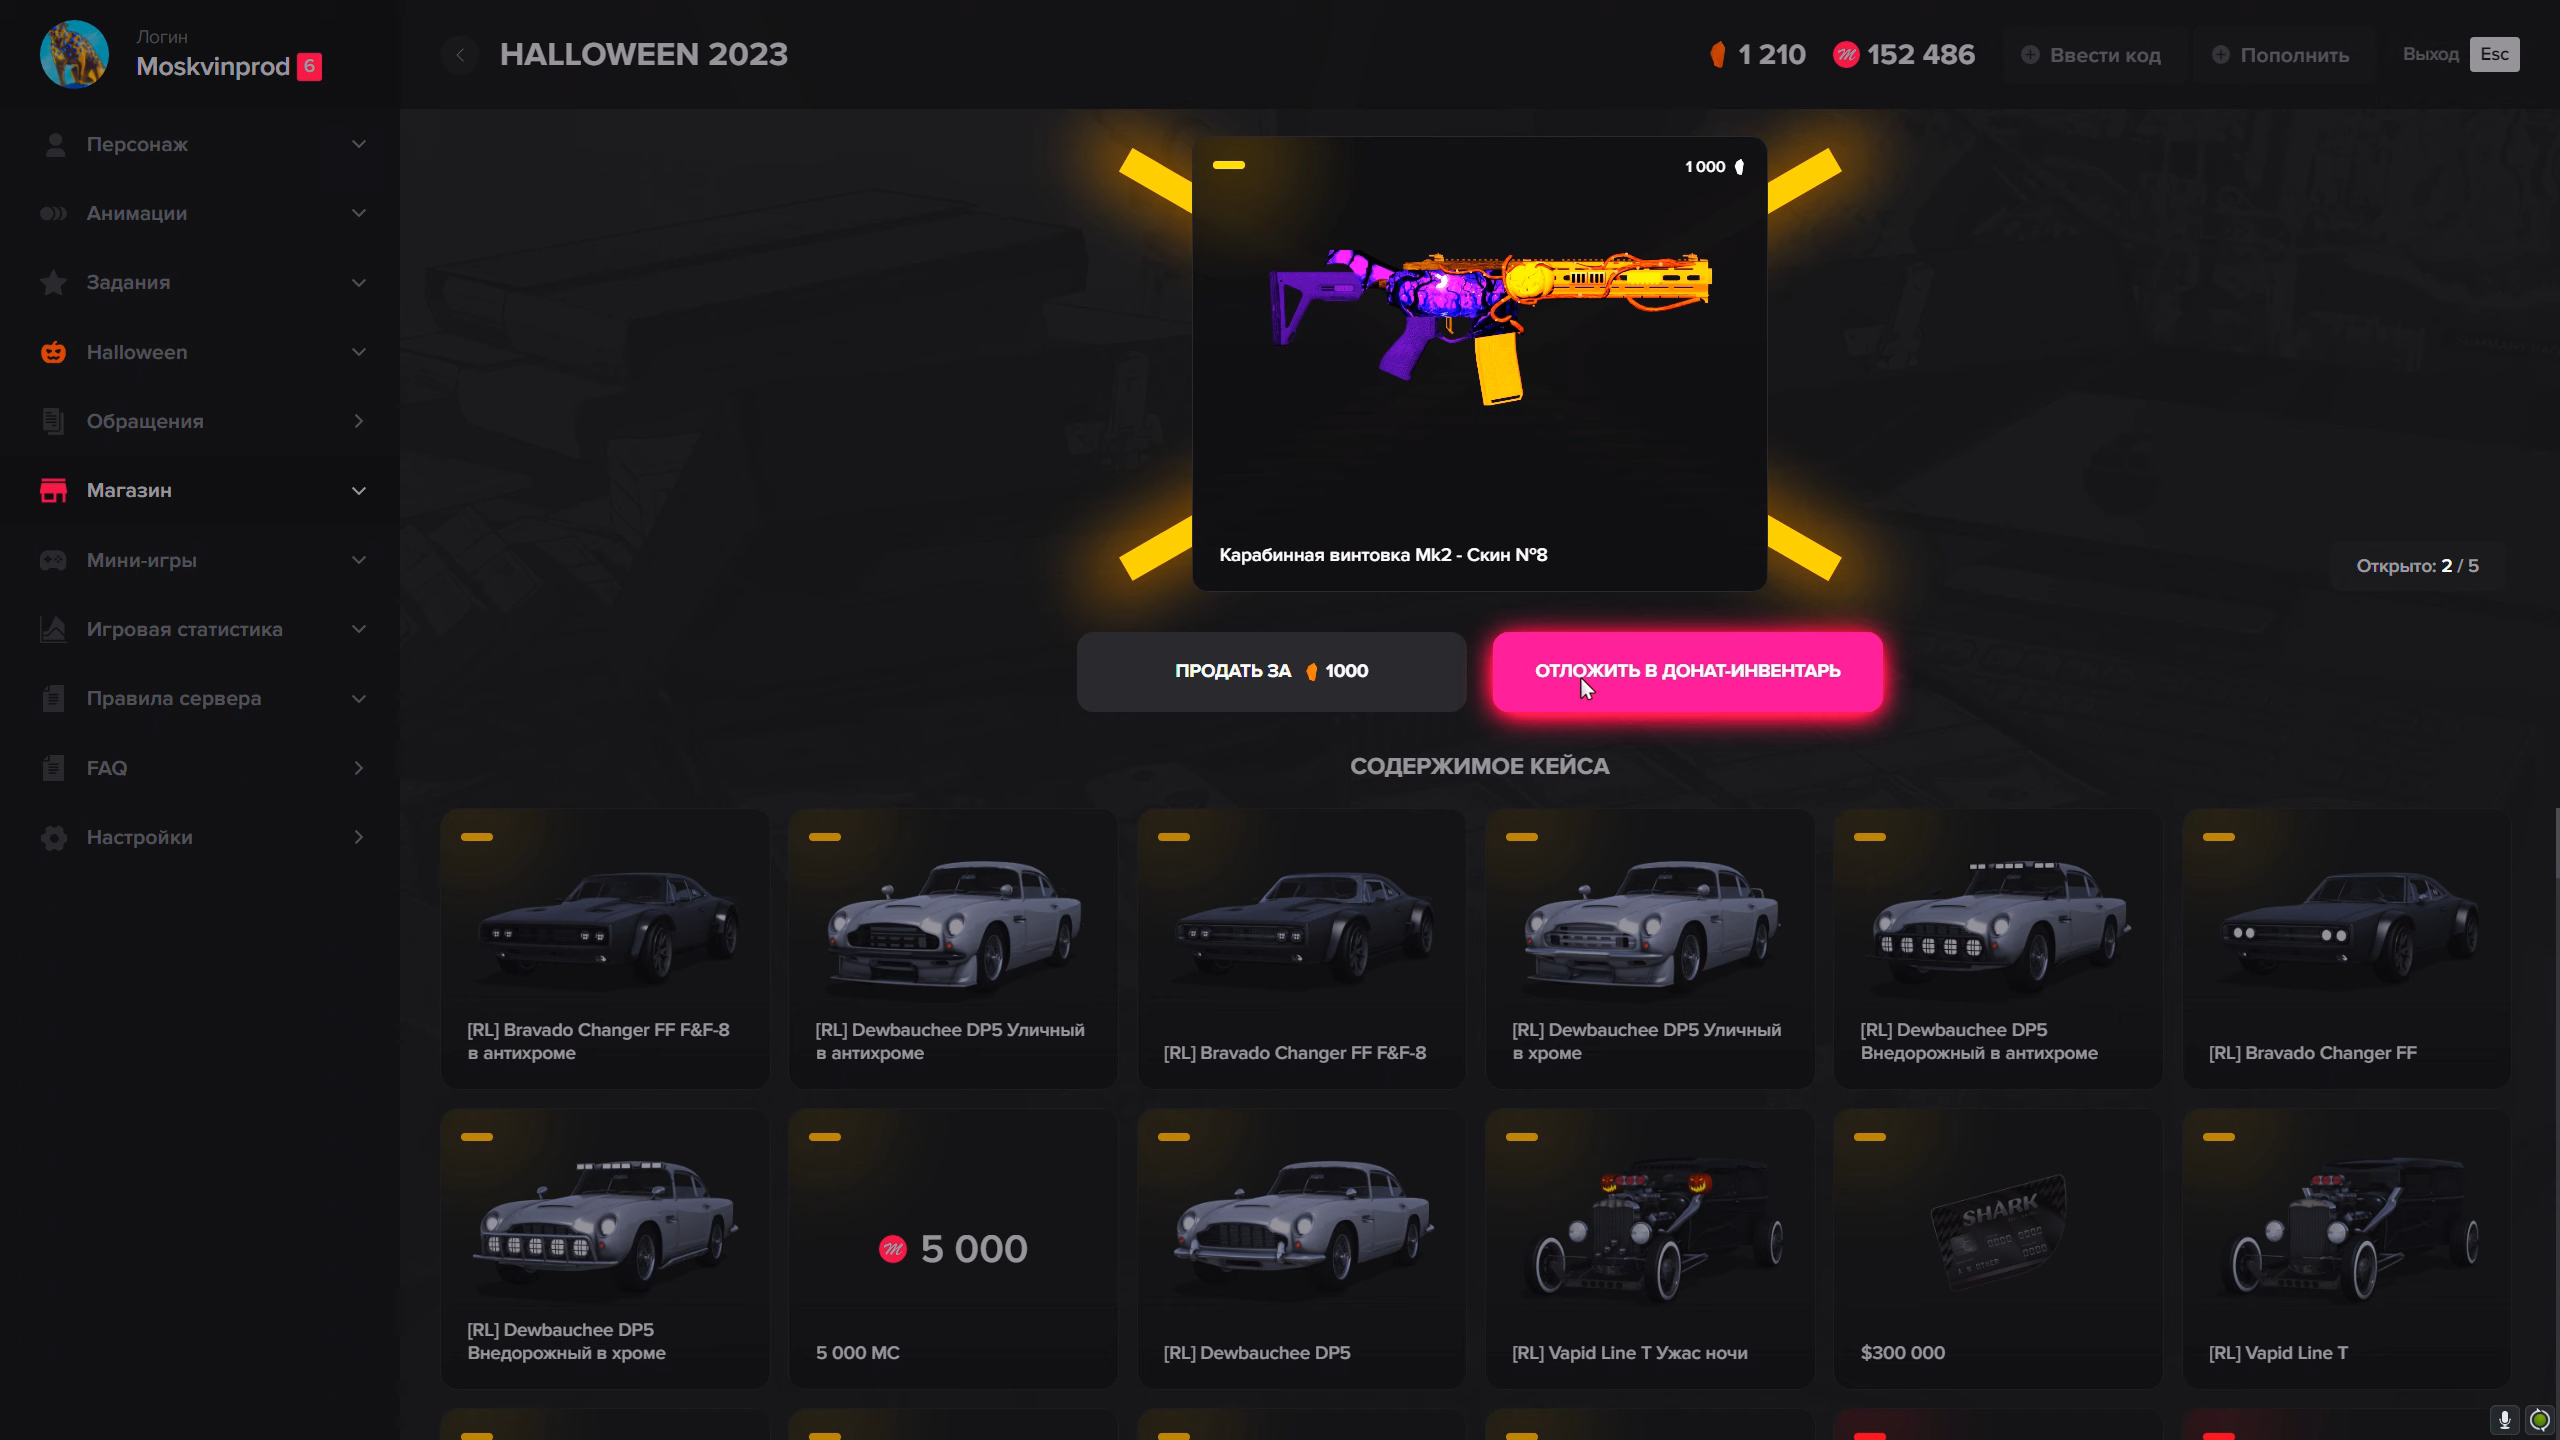 Логин
Moskvinprod 6
HALLOWEEN 2023
1 210
152 486
Ввести код
Пополнить
Выход Esc
Персонаж
Анимации
Задания
Halloween
Обращения
Магазин
Мини-игры
Игровая статистика
Правила сервера
FAQ
Настройки
1 000
Карабинная винтовка Mk2 - Скин №8
Открыто: 2 / 5
ПРОДАТЬ ЗА 1000
ОТЛОЖИТЬ В ДОНАТ-ИНВЕНТАРЬ
СОДЕРЖИМОЕ КЕЙСА
[RL] Bravado Changer FF F&F-8
в антихроме
[RL] Dewbauchee DP5 Уличный
в антихроме
[RL] Bravado Changer FF F&F-8
[RL] Dewbauchee DP5 Уличный
в хроме
[RL] Dewbauchee DP5
Внедорожный в антихроме
[RL] Bravado Changer FF
[RL] Dewbauchee DP5
Внедорожный в хроме
5 000
5 000 MC
[RL] Dewbauchee DP5
[RL] Vapid Line T Ужас ночи
SHARK
$300 000
[RL] Vapid Line T